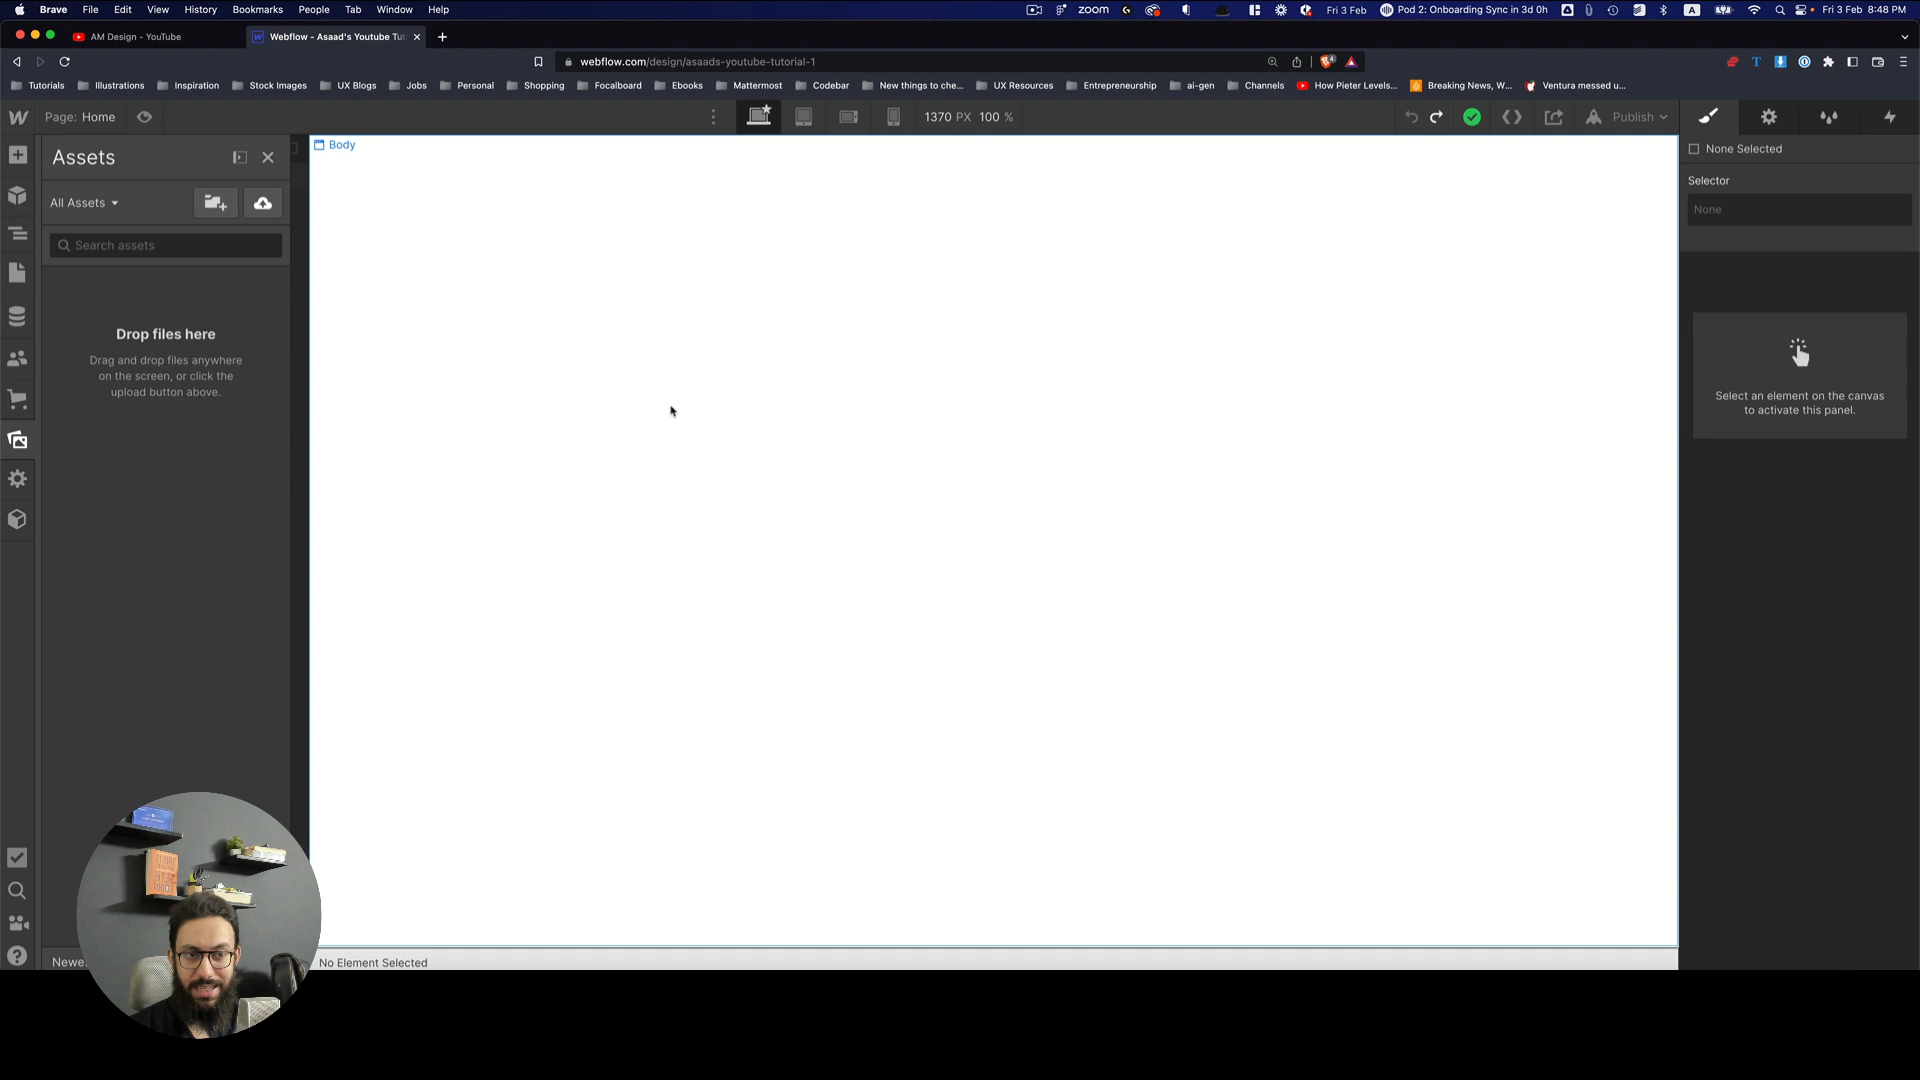 Brave File Edit View History Bookmarks People Tab Window Help zoom Fri 3 Feb Pod 2: Onboarding Sync in 3d 0h A Fri 3 Feb 8:48 PM
AM Design - YouTube Webflow - Asaad's Youtube Tut
webflow.com/design/asaads-youtube-tutorial-1
Tutorials Illustrations Inspiration Stock Images UX Blogs Jobs Personal Shopping Focalboard Ebooks Mattermost Codebar New things to che... UX Resources Entrepreneurship ai-gen Channels How Pieter Levels... Breaking News, W... Ventura messed u...
Page: Home 1370 PX 100 % Publish
Assets
Body
None Selected
Selector
None
All Assets
Search assets
Drop files here
Drag and drop files anywhere
on the screen, or click the
upload button above.
Select an element on the canvas
to activate this panel.
Newe
No Element Selected